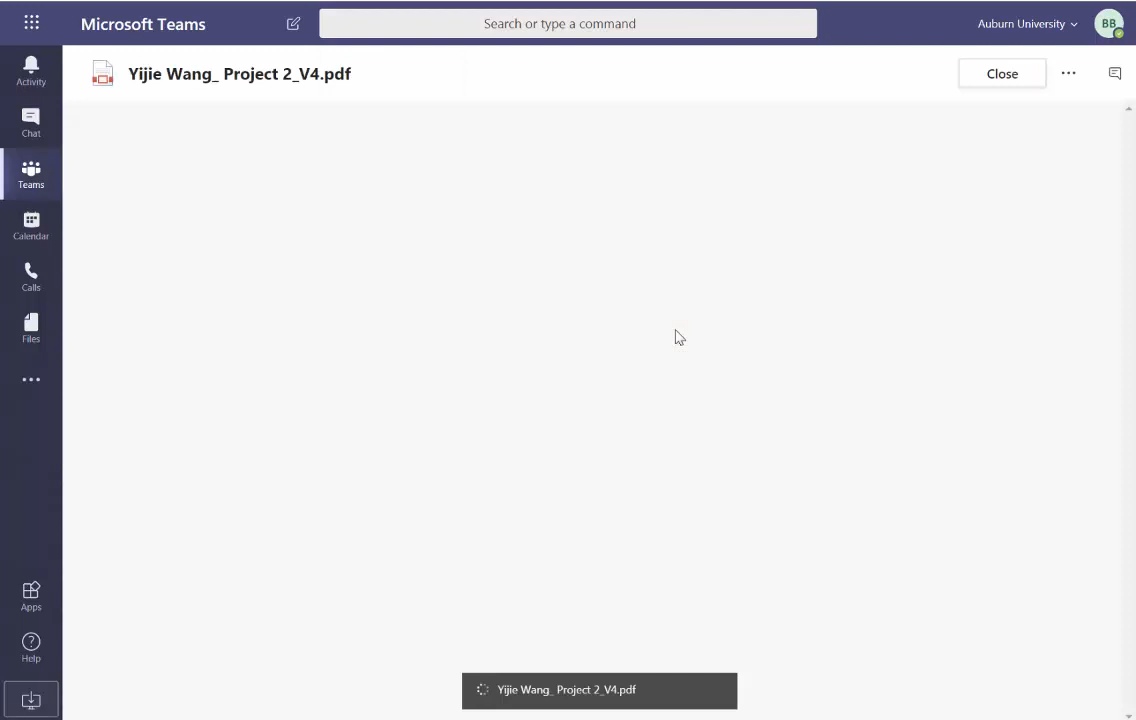 Microsoft Teams
Search or type a command
Auburn University
BB
Activity
Yijie Wang_ Project 2_V4.pdf
Close
Chat
Teams
Calendar
Calls
Files
Apps
Help
Yijie Wang_ Project 2_V4.pdf